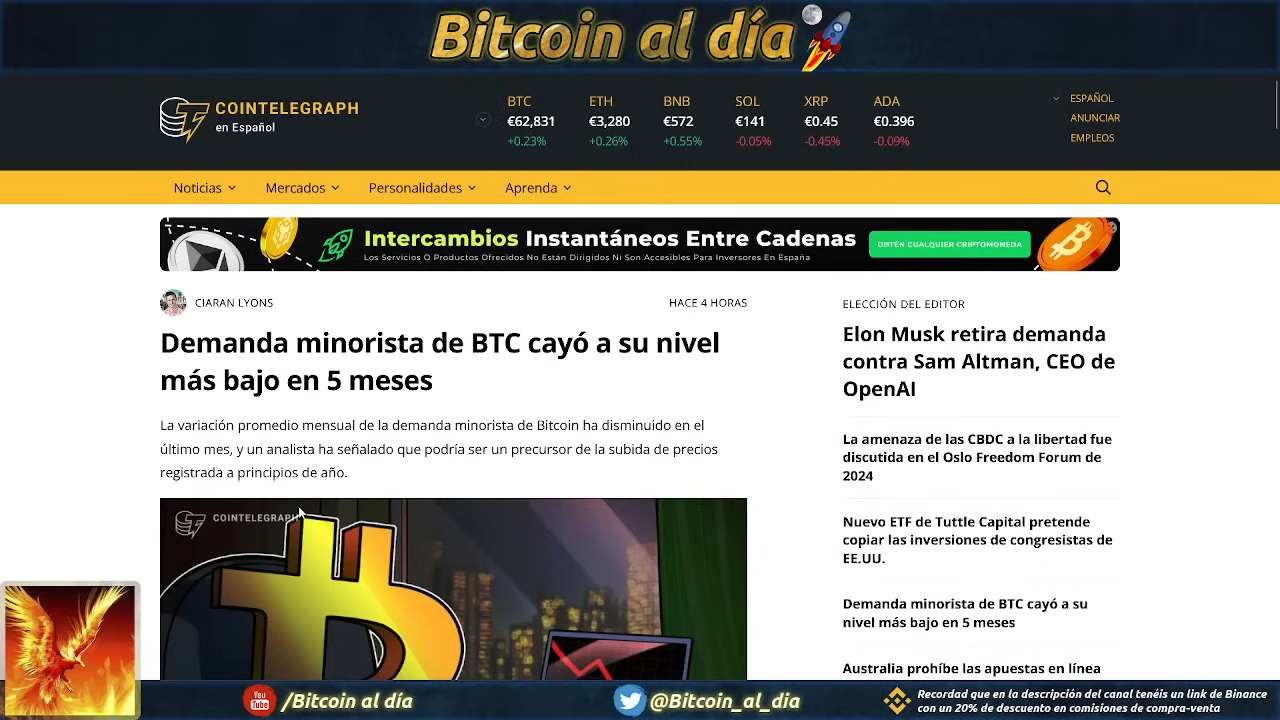 Bitcoin al día
COINTELEGRAPH
en Español
BTC ETH BNB SOL XRP ADA
€62,831 €3,280 €572 €141 €0.45 €0.396
+0.23% +0.26% +0.55% -0.05% -0.45% -0.09%
ESPAÑOL
ANUNCIAR
EMPLEOS
Noticias Mercados Personalidades Aprenda
Intercambios Instantáneos Entre Cadenas
Los Servicios O Productos Ofrecidos No Están Dirigidos Ni Son Accesibles Para Inversores En España
OBTÉN CUALQUIER CRIPTOMONEDA
CIARAN LYONS
HACE 4 HORAS
Demanda minorista de BTC cayó a su nivel
más bajo en 5 meses
La variación promedio mensual de la demanda minorista de Bitcoin ha disminuido en el
último mes, y un analista ha señalado que podría ser un precursor de la subida de precios
registrada a principios de año.
COINTELEGRAPH
ELECCIÓN DEL EDITOR
Elon Musk retira demanda
contra Sam Altman, CEO de
OpenAI
La amenaza de las CBDC a la libertad fue
discutida en el Oslo Freedom Forum de
2024
Nuevo ETF de Tuttle Capital pretende
copiar las inversiones de congresistas de
EE.UU.
Demanda minorista de BTC cayó a su
nivel más bajo en 5 meses
Australia prohíbe las apuestas en línea
You
Tube
/Bitcoin al día
@Bitcoin_al_dia
Recordad que en la descripción del canal tenéis un link de Binance
con un 20% de descuento en comisiones de compra-venta